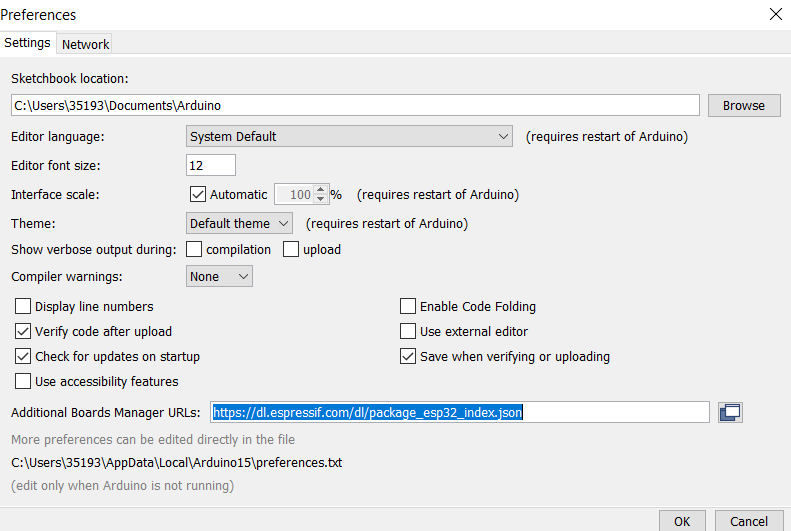 Preferences
Settings Network
Sketchbook location:
C:\Users\35193\Documents\Arduino Browse
Editor language: System Default (requires restart of Arduino)
Editor font size: 12
Interface scale: Automatic 100 % (requires restart of Arduino)
Theme: Default theme (requires restart of Arduino)
Show verbose output during: compilation upload
Compiler warnings: None
Display line numbers Enable Code Folding
Verify code after upload Use external editor
Check for updates on startup Save when verifying or uploading
Use accessibility features
Additional Boards Manager URLs: https://dl.espressif.com/dl/package_esp32_index.json
More preferences can be edited directly in the file
C:\Users\35193\AppData\Local\Arduino15\preferences.txt
(edit only when Arduino is not running)
OK Cancel